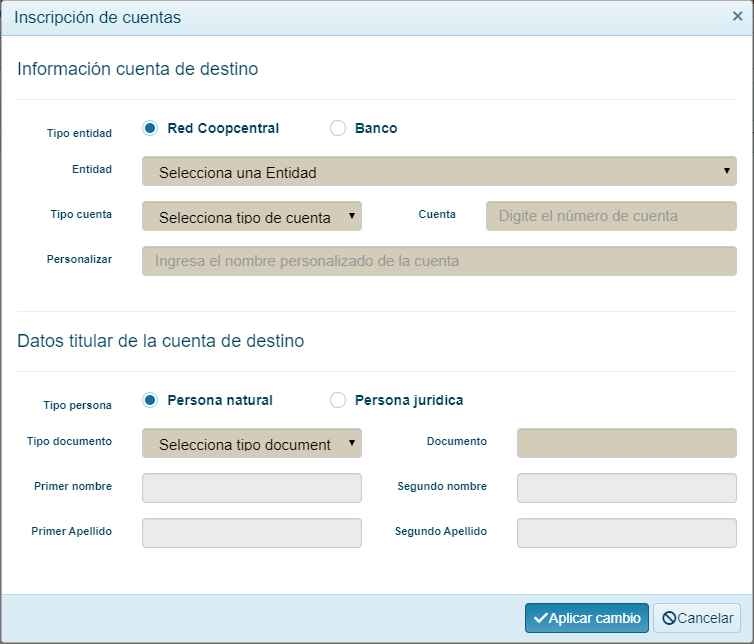 Inscripción de cuentas ×
Información cuenta de destino
Tipo entidad Red Coopcentral Banco
Entidad Selecciona una Entidad
Tipo cuenta Selecciona tipo de cuenta Cuenta Digite el número de cuenta
Personalizar Ingresa el nombre personalizado de la cuenta
Datos titular de la cuenta de destino
Tipo persona Persona natural Persona juridica
Tipo documento Selecciona tipo document Documento
Primer nombre Segundo nombre
Primer Apellido Segundo Apellido
Aplicar cambio Cancelar